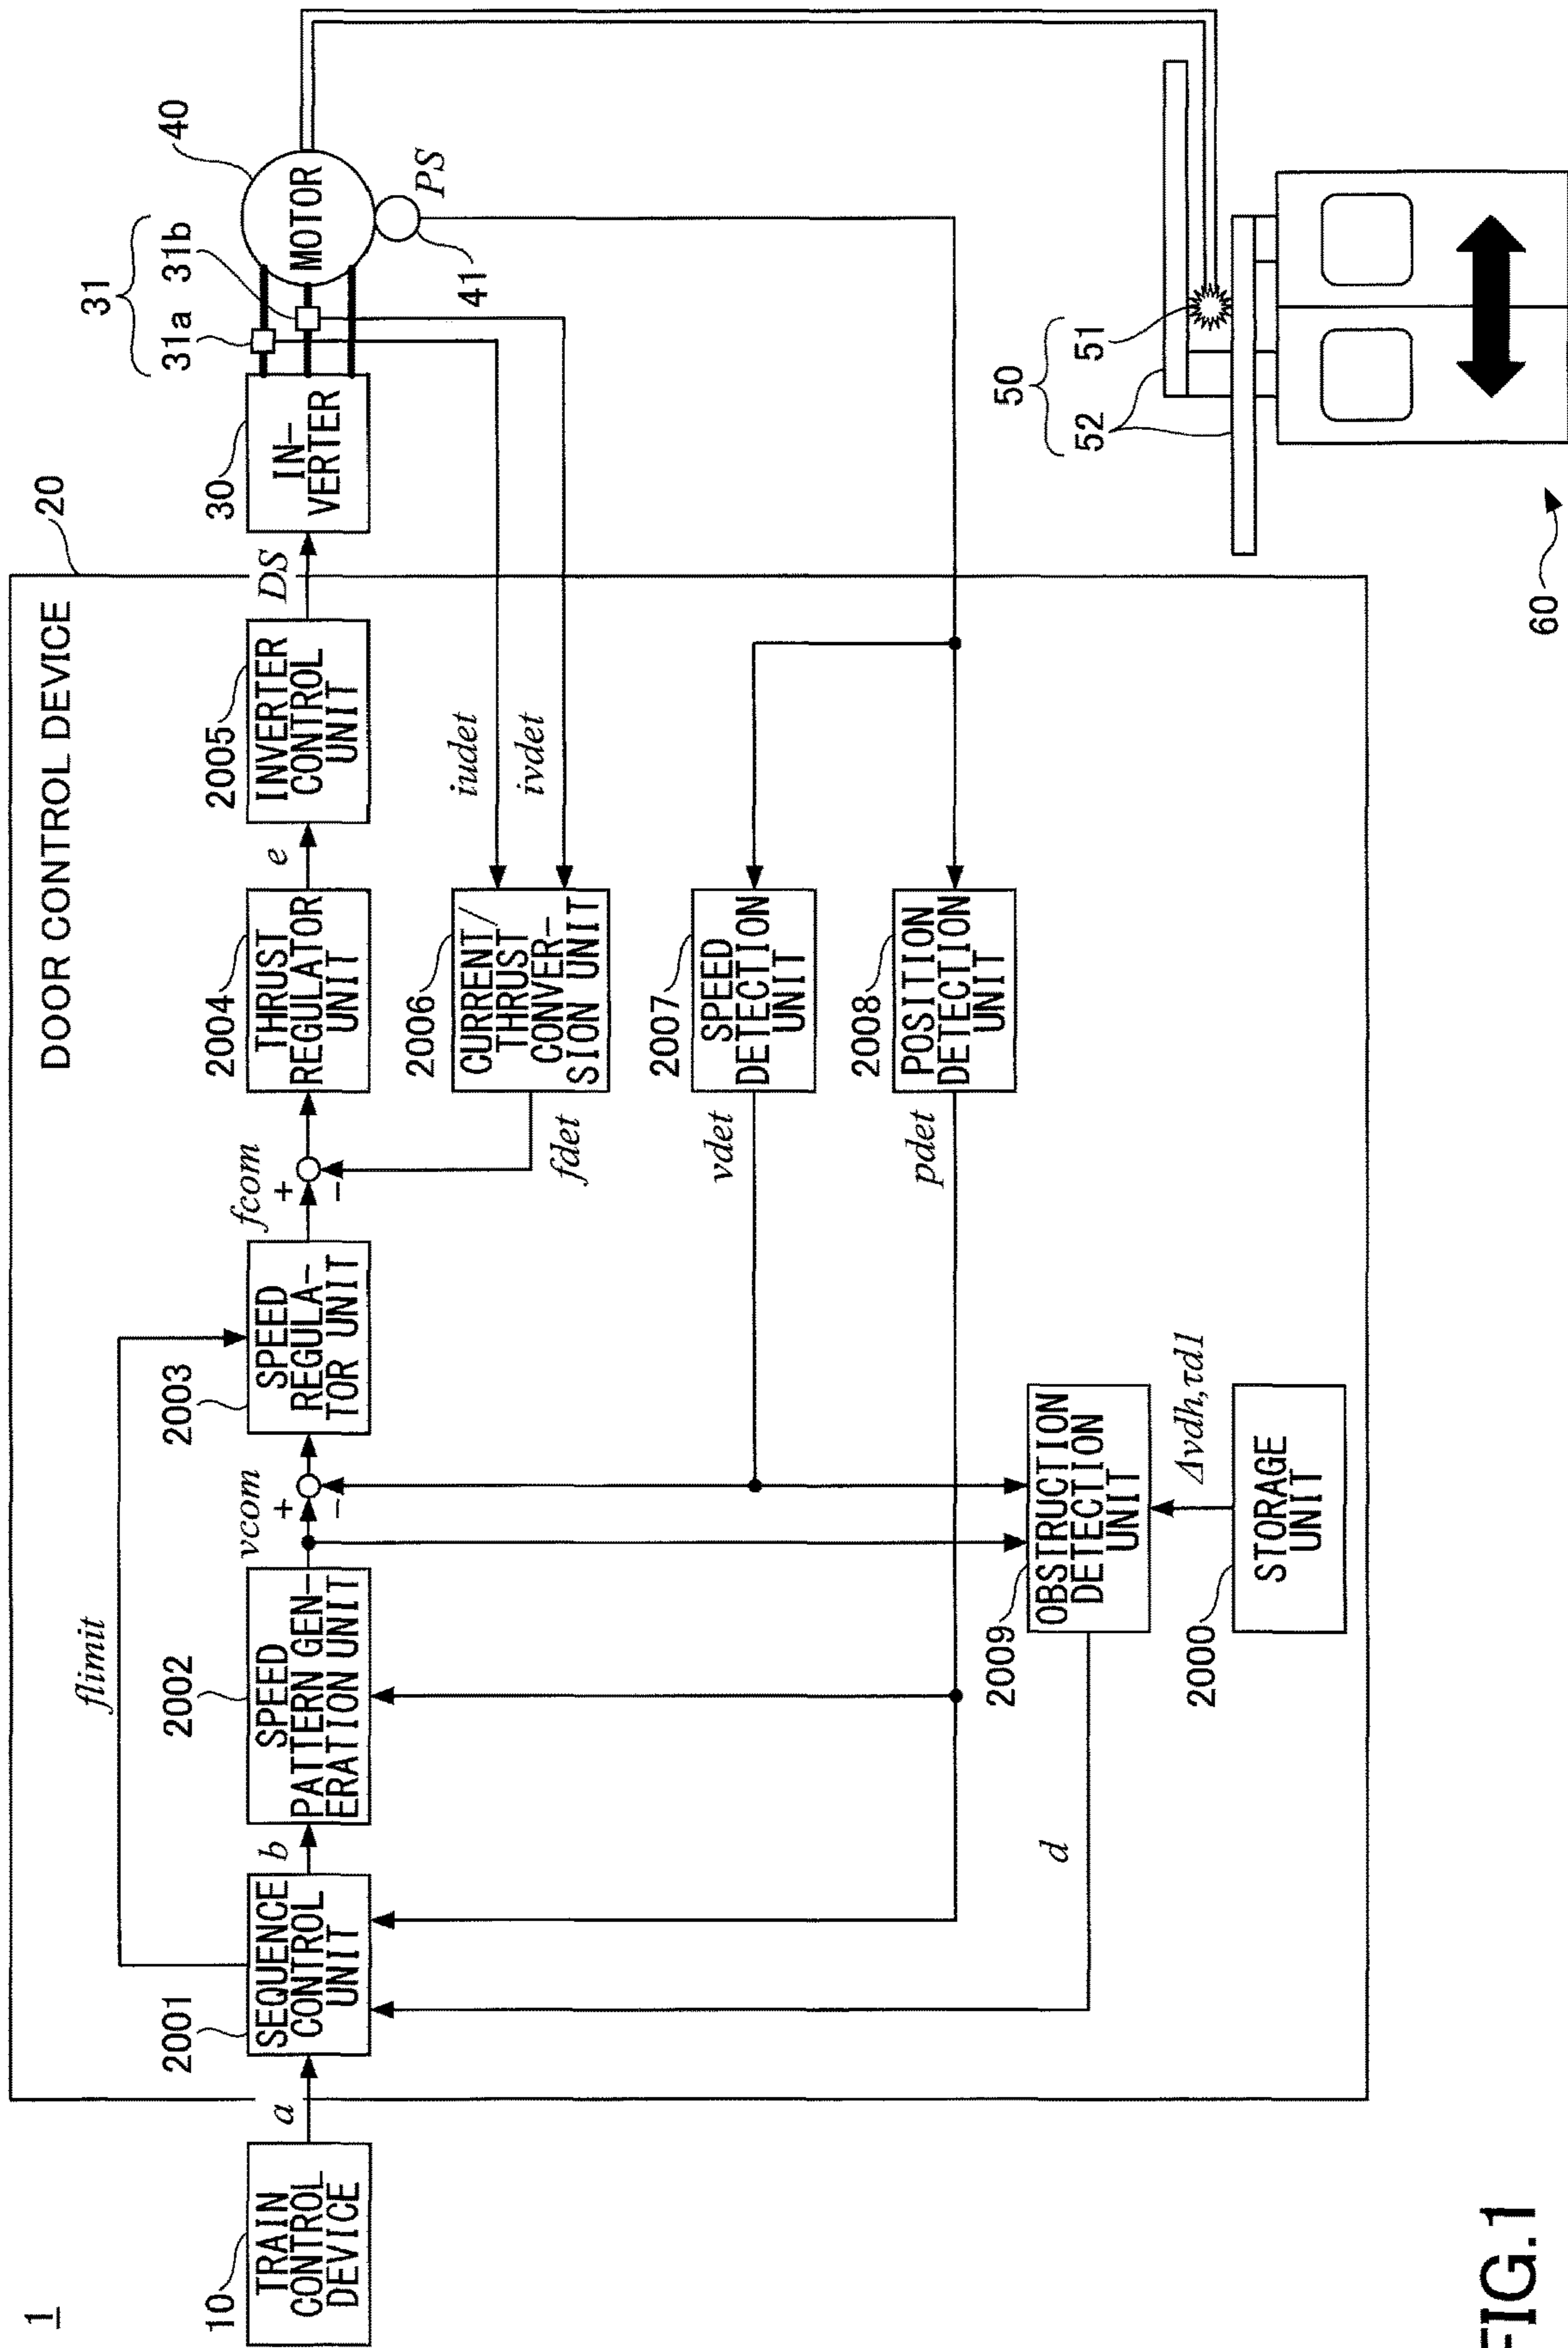 1
DOOR CONTROL DEVICE
20
flimit
31
31a
31b
40
10
TRAIN
CONTROL
DEVICE
a
2001
SEQUENCE
CONTROL
UNIT
b
2002
SPEED
PATTERN GEN-
ERATION UNIT
vcom
+
−
2003
SPEED
REGULA-
TOR UNIT
fcom
+
−
2004
THRUST
REGULATOR
UNIT
e
2005
INVERTER
CONTROL
UNIT
DS
30
IN-
VERTER
MOTOR
PS
41
iudet
ivdet
2006
CURRENT/
THRUST
CONVER-
SION UNIT
fdet
2007
SPEED
DETECTION
UNIT
vdet
2008
POSITION
DETECTION
UNIT
pdet
d
2009
OBSTRUCTION
DETECTION
UNIT
Δvdh,τd1
2000
STORAGE
UNIT
50
52
51
60
FIG.1